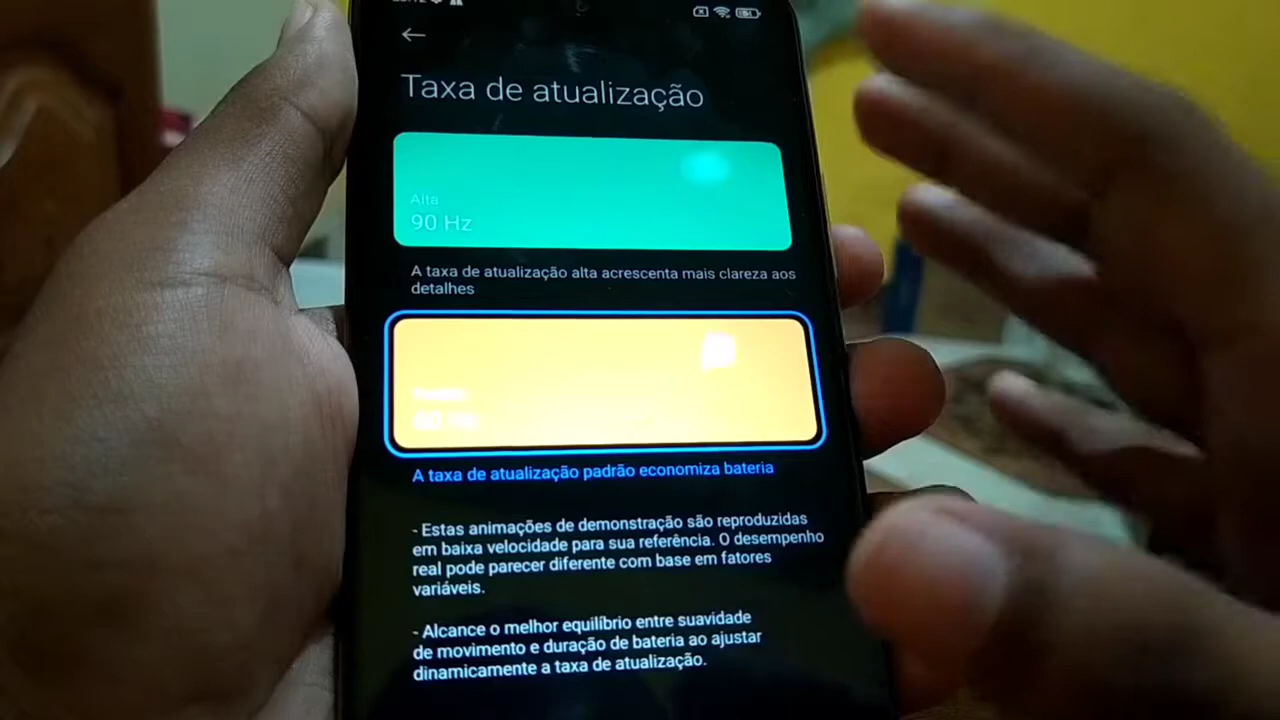 Taxa de atualização
Alta
90 Hz
A taxa de atualização alta acrescenta mais clareza aos
detalhes
A taxa de atualização padrão economiza bateria
- Estas animações de demonstração são reproduzidas
em baixa velocidade para sua referência. O desempenho
real pode parecer diferente com base em fatores
variáveis.
- Alcance o melhor equilíbrio entre suavidade
de movimento e duração de bateria ao ajustar
dinamicamente a taxa de atualização.